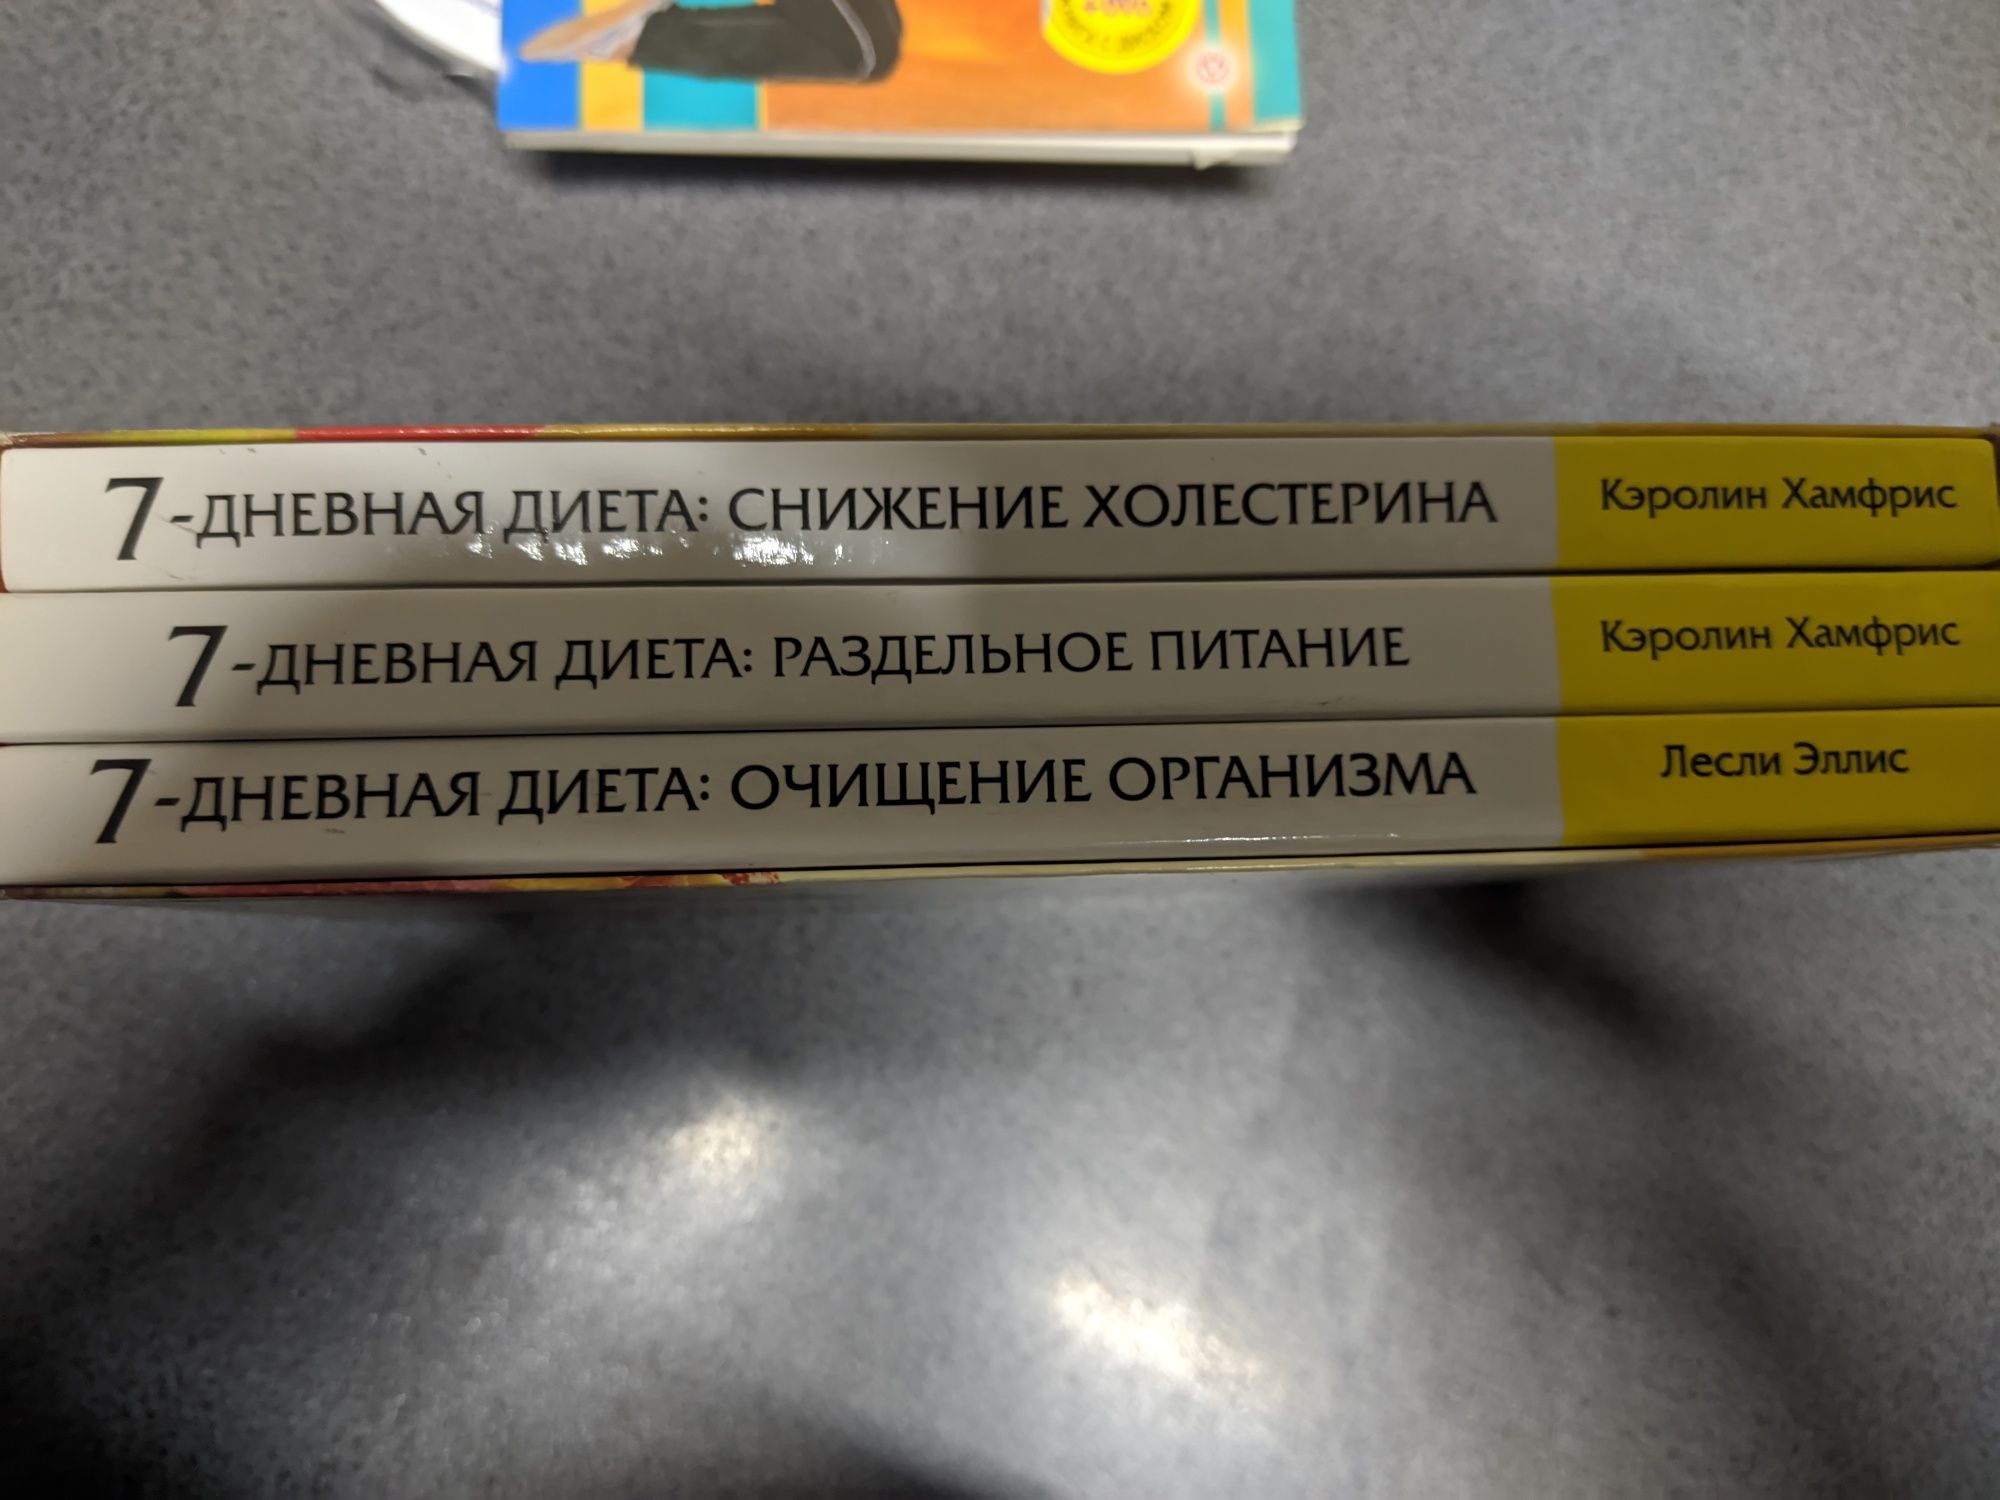 7-ДНЕВНАЯ ДИЕТА: СНИЖЕНИЕ ХОЛЕСТЕРИНА Кэролин Хамфрис
7-ДНЕВНАЯ ДИЕТА: РАЗДЕЛЬНОЕ ПИТАНИЕ Кэролин Хамфрис
7-ДНЕВНАЯ ДИЕТА: ОЧИЩЕНИЕ ОРГАНИЗМА Лесли Эллис